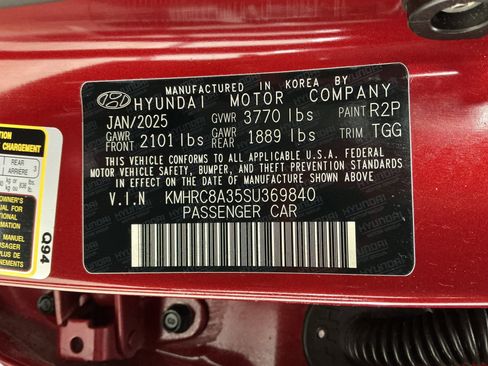 MANUFACTURED IN KOREA BY
HYUNDAI MOTOR COMPANY
JAN/2025 GVWR 3770 lbs PAINT R2P
GAWR FRONT 2101 lbs GAWR REAR 1889 lbs TRIM TGG
THIS VEHICLE CONFORMS TO ALL APPLICABLE U.S.A FEDERAL
MOTOR VEHICLE SAFETY, BUMPER, AND THEFT PREVENTION STANDARDS
IN EFFECT ON THE DATE OF MANUFACTURE SHOWN ABOVE
V.I.N KMHRC8A35SU369840
PASSENGER CAR
REAR
ARRIÈRE
3
Q94